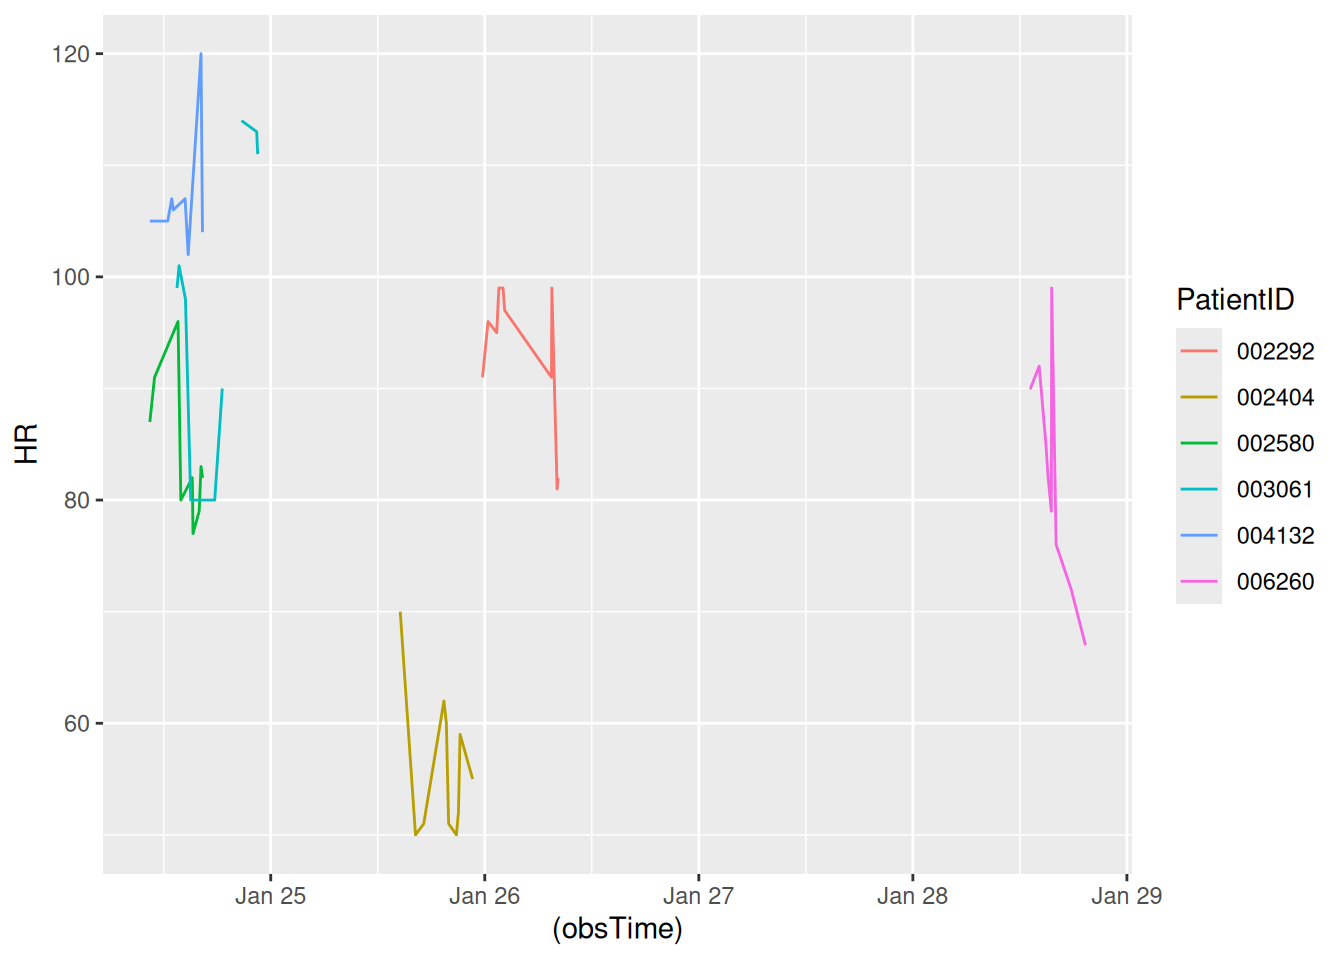 120
100
80
60
HR
Jan 25
Jan 26
Jan 27
Jan 28
Jan 29
(obsTime)
PatientID
002292
002404
002580
003061
004132
006260